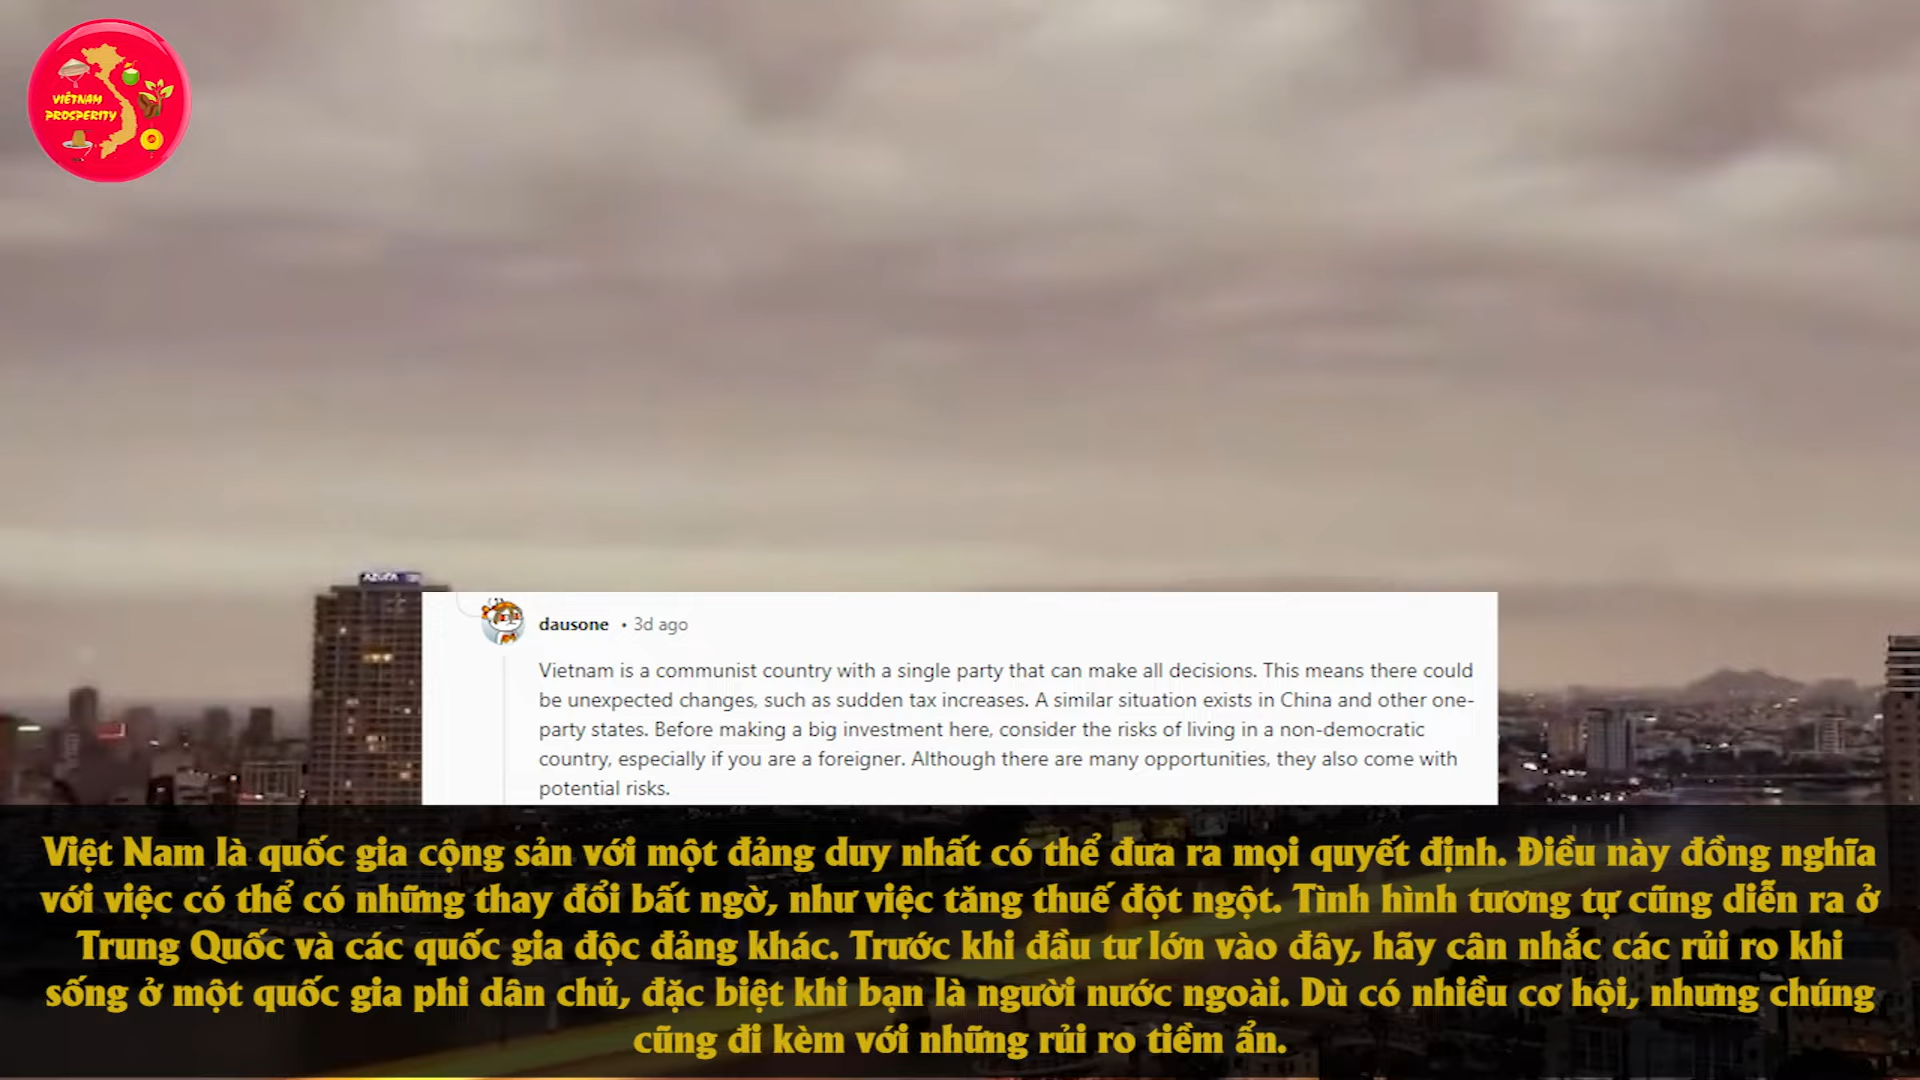 VIETNAM
PROSPERITY
AZURA
dausone • 3d ago
Vietnam is a communist country with a single party that can make all decisions. This means there could
be unexpected changes, such as sudden tax increases. A similar situation exists in China and other one-
party states. Before making a big investment here, consider the risks of living in a non-democratic
country, especially if you are a foreigner. Although there are many opportunities, they also come with
potential risks.
Việt Nam là quốc gia cộng sản với một đảng duy nhất có thể đưa ra mọi quyết định. Điều này đồng nghĩa
với việc có thể có những thay đổi bất ngờ, như việc tăng thuế đột ngột. Tình hình tương tự cũng diễn ra ở
Trung Quốc và các quốc gia độc đảng khác. Trước khi đầu tư lớn vào đây, hãy cân nhắc các rủi ro khi
sống ở một quốc gia phi dân chủ, đặc biệt khi bạn là người nước ngoài. Dù có nhiều cơ hội, nhưng chúng
cũng đi kèm với những rủi ro tiềm ẩn.